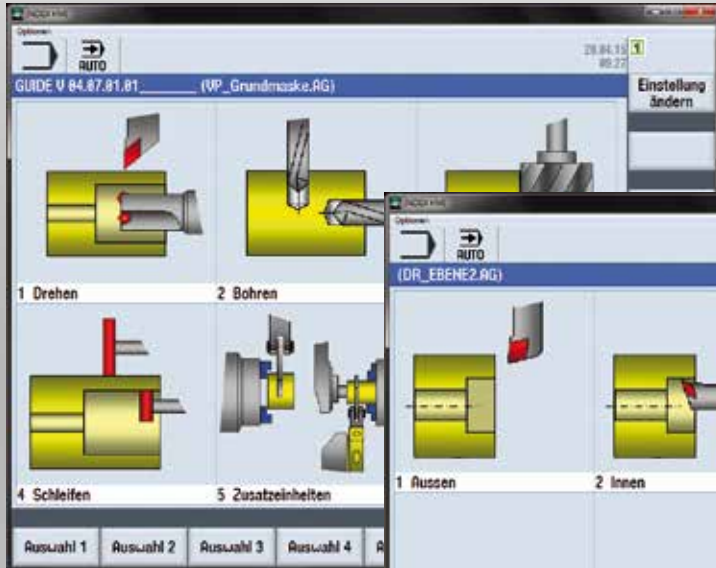 INDEX HMI
Optionen
AUTO
28.04.15
09:27
1
GUIDE V 04.07.01.01_______ (VP_Grundmaske.AG)
Einstellung
ändern
1 Drehen
2 Bohren
4 Schleifen
5 Zusatzeinheiten
Auswahl 1
Auswahl 2
Auswahl 3
Auswahl 4
A
INDEX HMI
Optionen
AUTO
(DR_EBENE2.AG)
1 Aussen
2 Innen